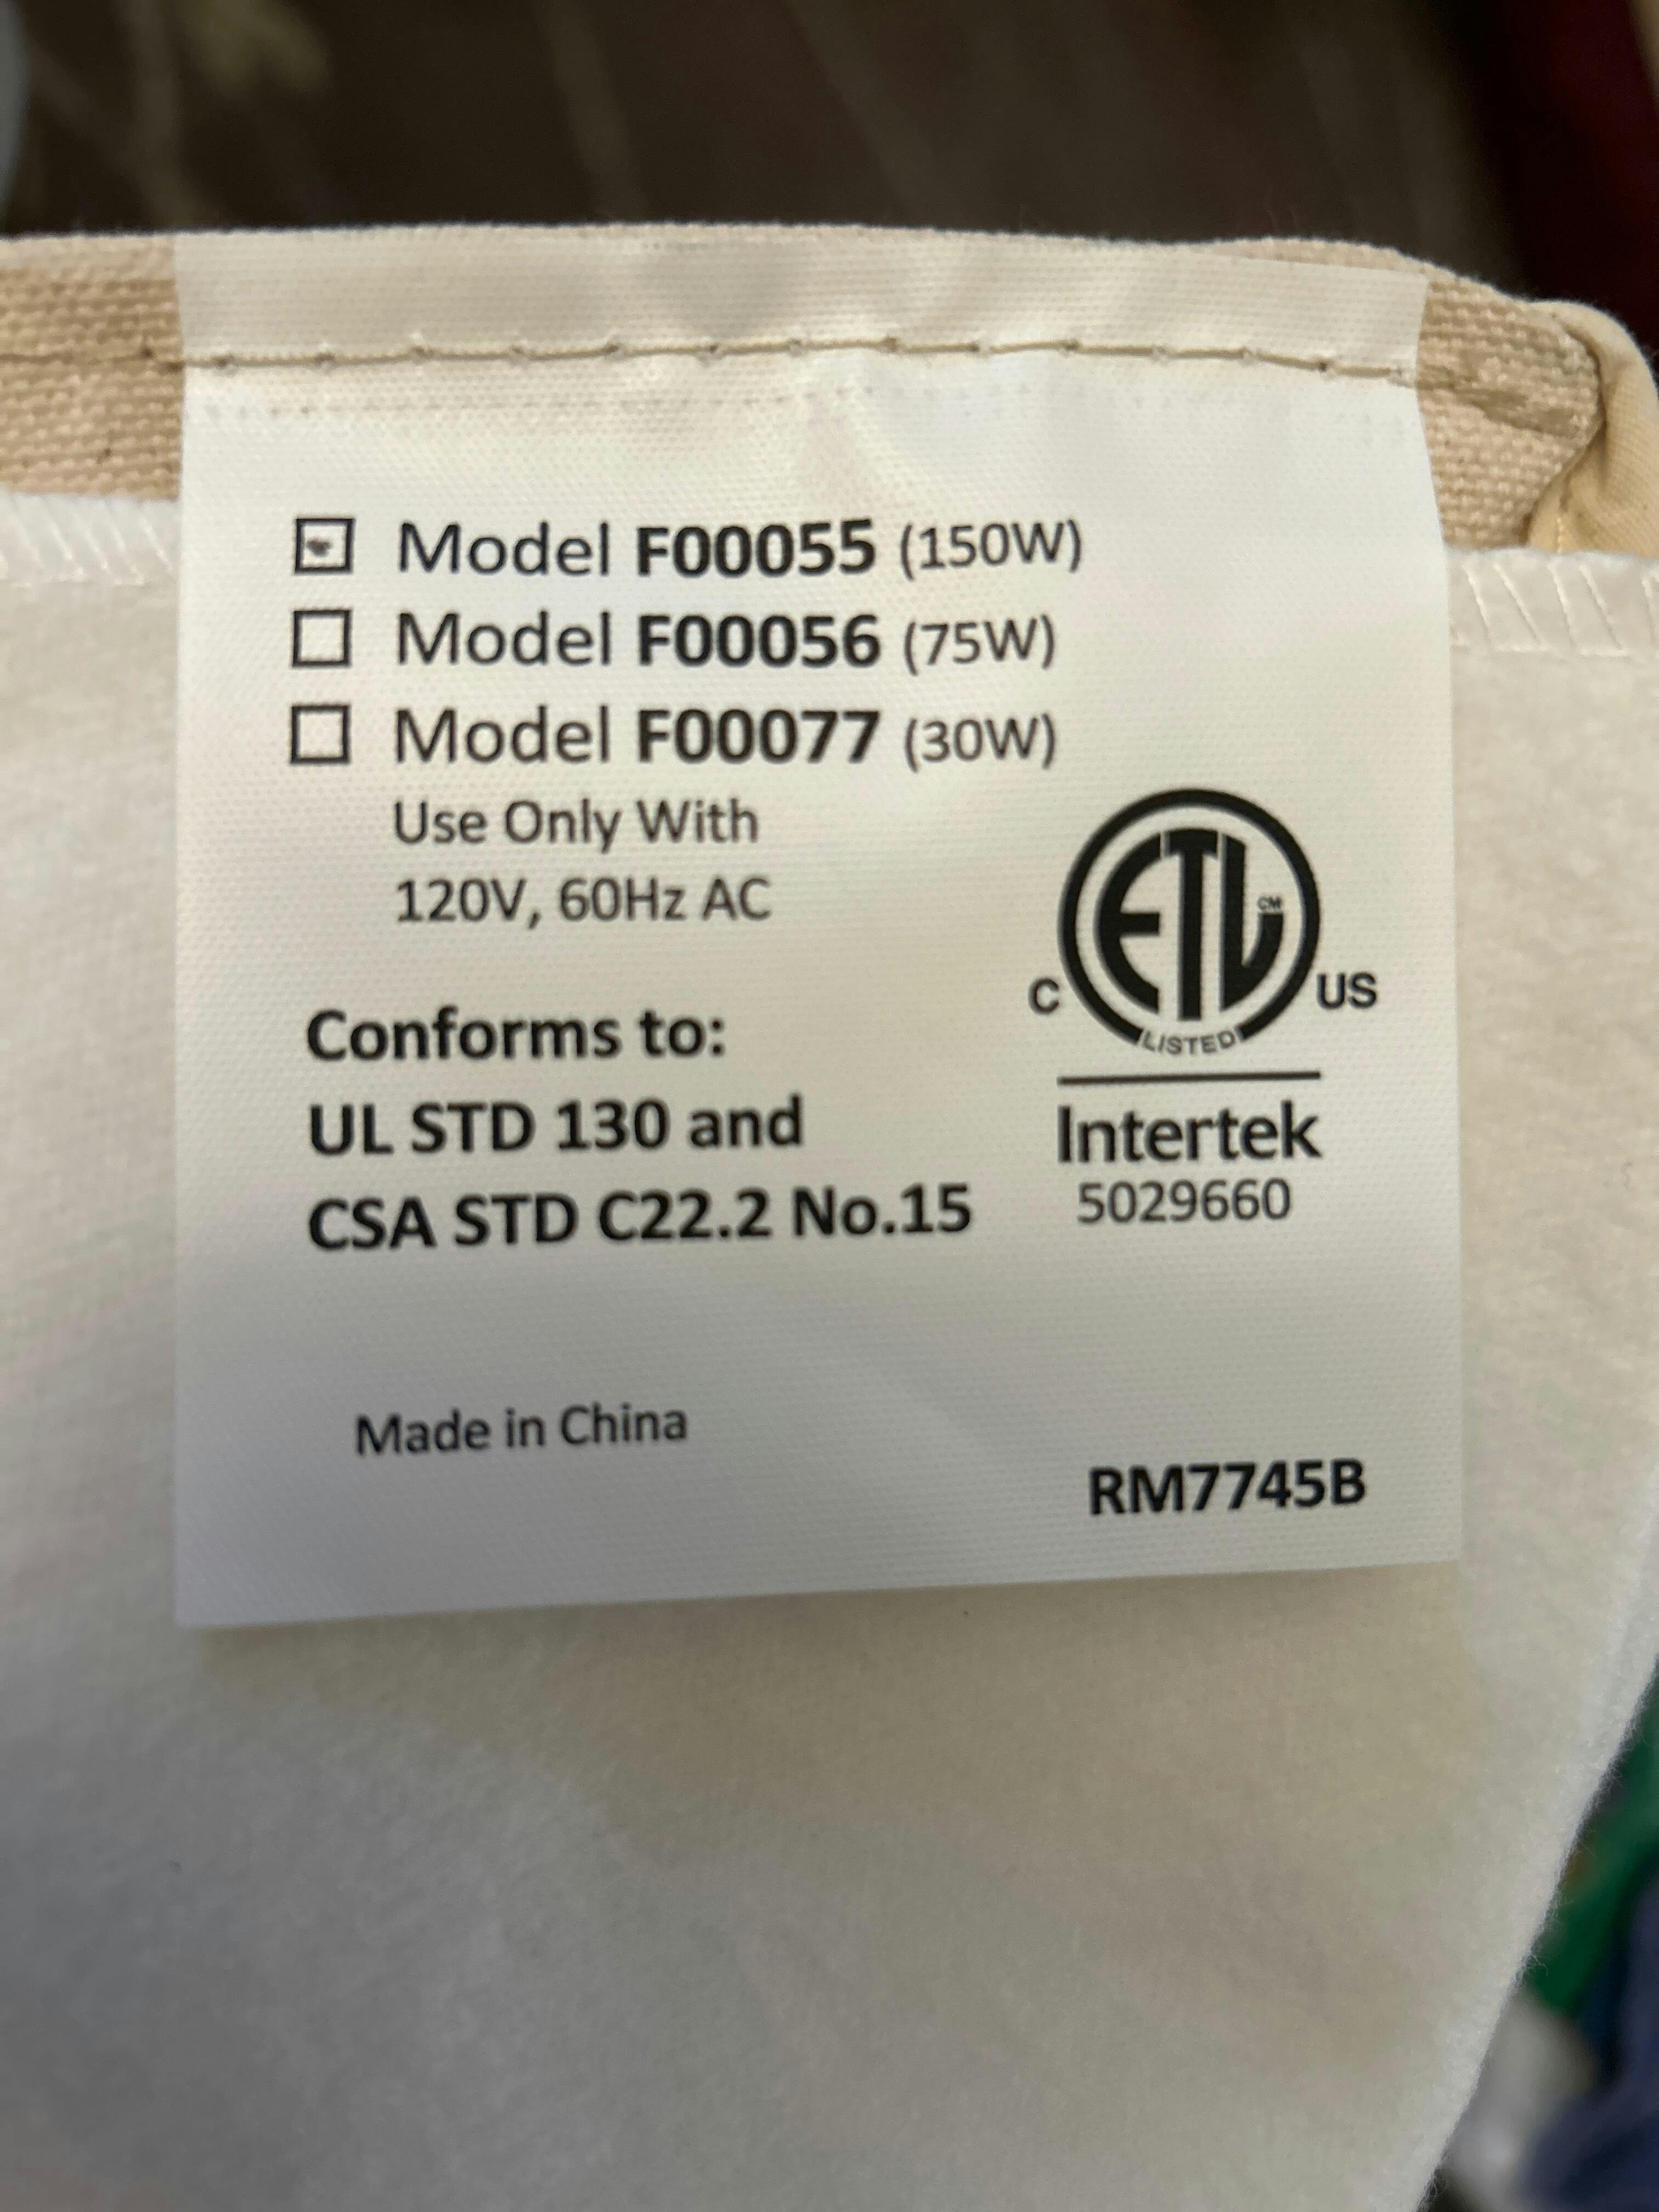 Model F00055 (150W)
Model F00056 (75W)
Model F00077 (30W)
Use Only With
120V, 60Hz AC
Conforms to:
UL STD 130 and
CSA STD C22.2 No.15
ETL CM
C US
LISTED
Intertek
5029660
Made in China
RM7745B